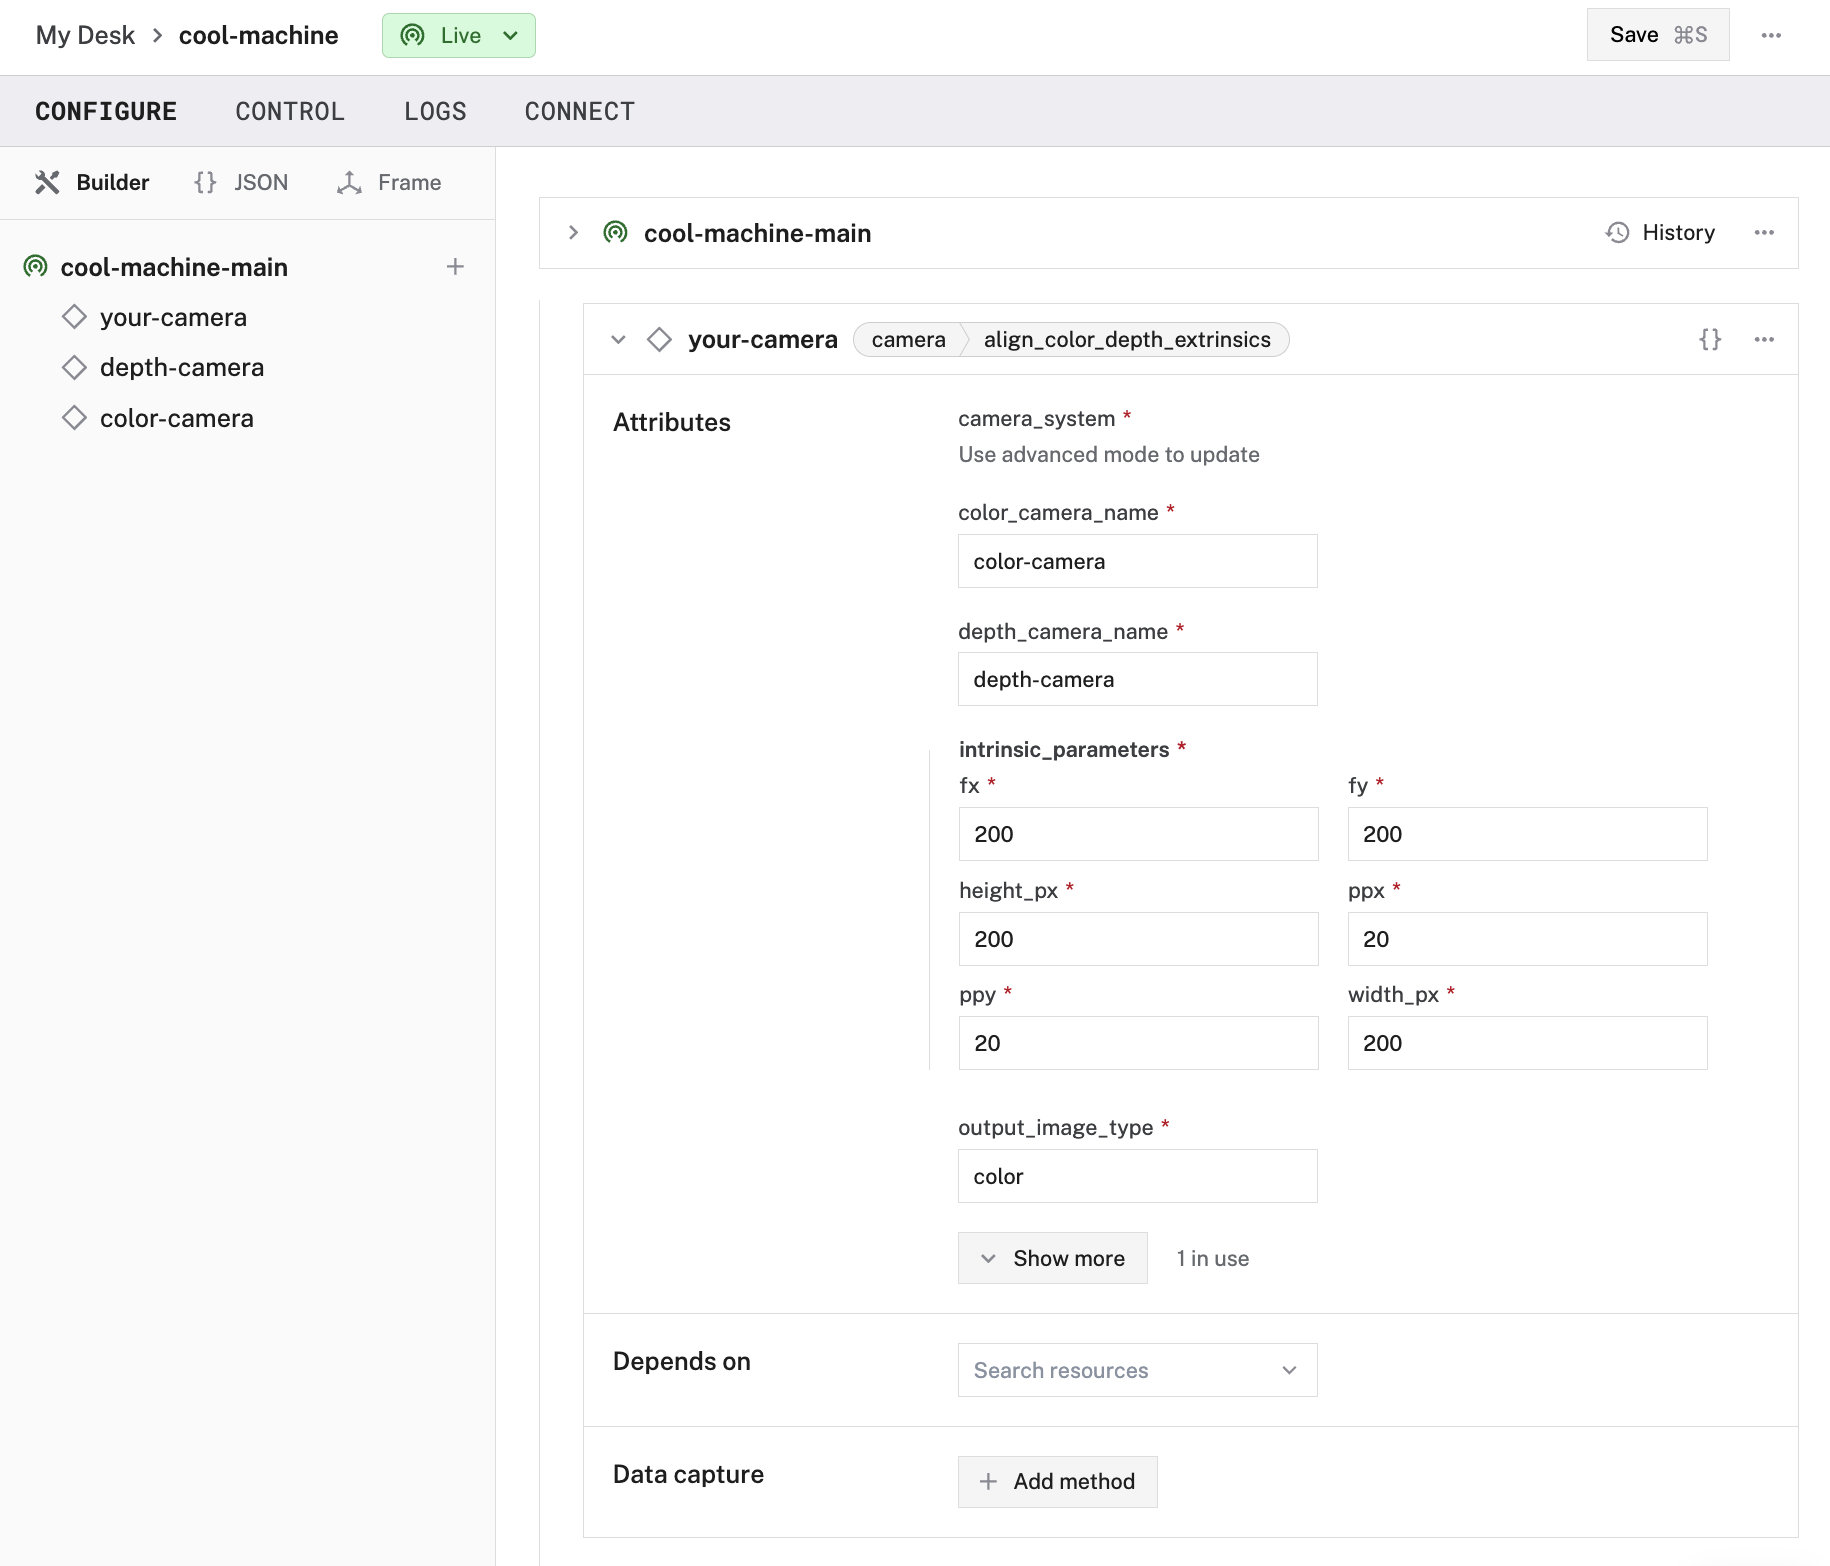 My Desk > cool-machine Live Save ⌘S
CONFIGURE CONTROL LOGS CONNECT
Builder {} JSON Frame
cool-machine-main
your-camera
depth-camera
color-camera
cool-machine-main History
your-camera camera align_color_depth_extrinsics {}
Attributes
camera_system *
Use advanced mode to update
color_camera_name *
color-camera
depth_camera_name *
depth-camera
intrinsic_parameters *
fx * fy *
200 200
height_px * ppx *
200 20
ppy * width_px *
20 200
output_image_type *
color
Show more 1 in use
Depends on Search resources
Data capture + Add method